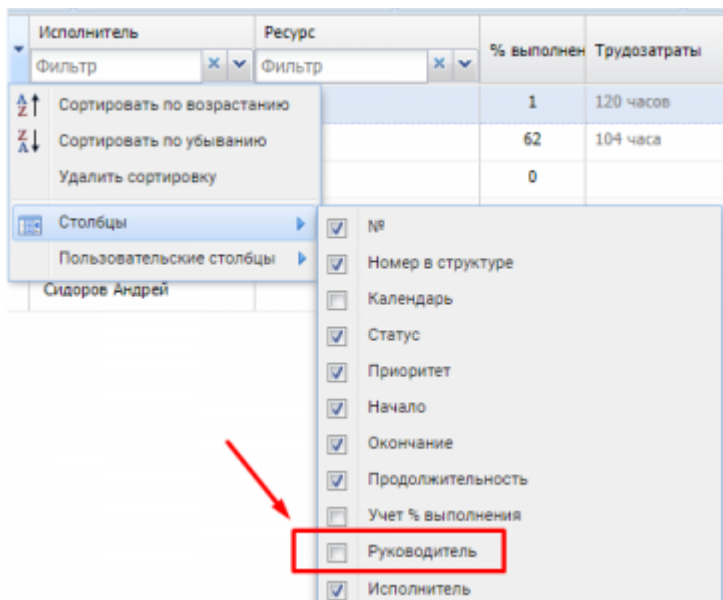 Исполнитель Ресурс % выполнен Трудозатраты
Фильтр Фильтр
Сортировать по возрастанию 1 120 часов
Сортировать по убыванию 62 104 часа
Удалить сортировку 0
Столбцы
№
Пользовательские столбцы
Номер в структуре
Сидоров Андрей
Календарь
Статус
Приоритет
Начало
Окончание
Продолжительность
Учет % выполнения
Руководитель
Исполнитель